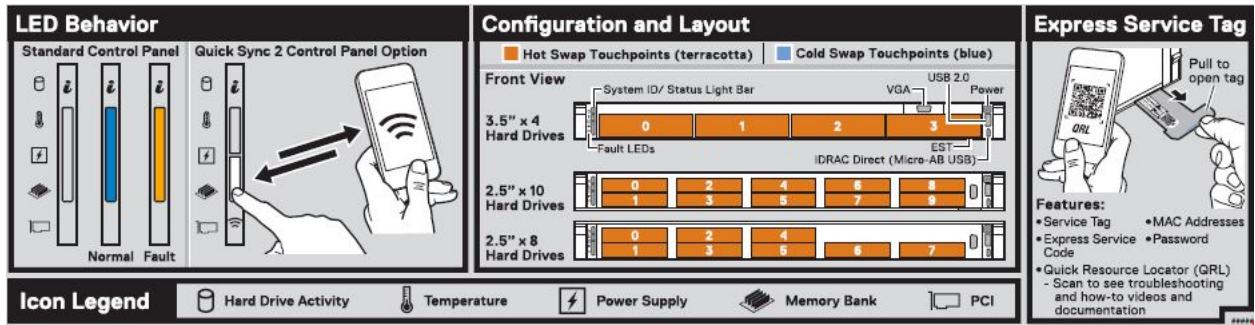 LED Behavior
Standard Control Panel
Quick Sync 2 Control Panel Option
i
i
i
i
Normal
Fault
Configuration and Layout
Hot Swap Touchpoints (terracotta)
Cold Swap Touchpoints (blue)
Front View
System ID/ Status Light Bar
VGA
USB 2.0
Power
3.5" x 4
Hard Drives
0 1 2 3
Fault LEDs
EST
iDRAC Direct (Micro-AB USB)
2.5" x 10
Hard Drives
0 2 4 6 8
1 3 5 7 9
2.5" x 8
Hard Drives
0 2 4
1 3 5 6 7
Express Service Tag
Pull to
open tag
QRL
Features:
•Service Tag
•Express Service
Code
•MAC Addresses
•Password
•Quick Resource Locator (QRL)
- Scan to see troubleshooting
and how-to videos and
documentation
Icon Legend
Hard Drive Activity
Temperature
Power Supply
Memory Bank
PCI